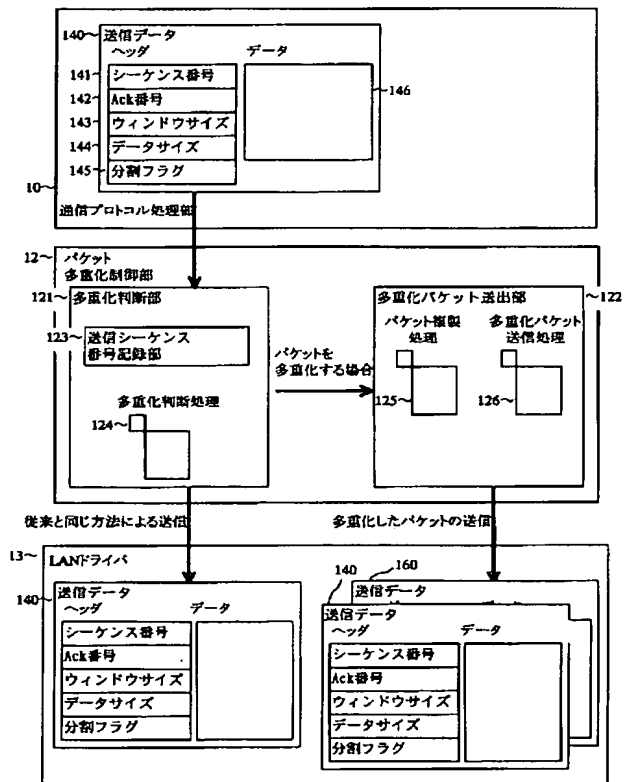 140 送信データ
ヘッダ データ
141 シーケンス番号
142 Ack番号
143 ウィンドウサイズ
144 データサイズ
145 分割フラグ
146
10
通信プロトコル処理部
12 パケット
多重化制御部
121 多重化判断部
123 送信シーケンス
番号記録部
多重化判断処理
124
パケットを
多重化する場合
多重化パケット送出部 122
パケット複製
処理
125
多重化パケット
送信処理
126
従来と同じ方法による送信
多重化したパケットの送信
13 LANドライバ
140 送信データ
ヘッダ データ
シーケンス番号
Ack番号
ウィンドウサイズ
データサイズ
分割フラグ
160
送信データ
140
送信データ
ヘッダ データ
シーケンス番号
Ack番号
ウィンドウサイズ
データサイズ
分割フラグ